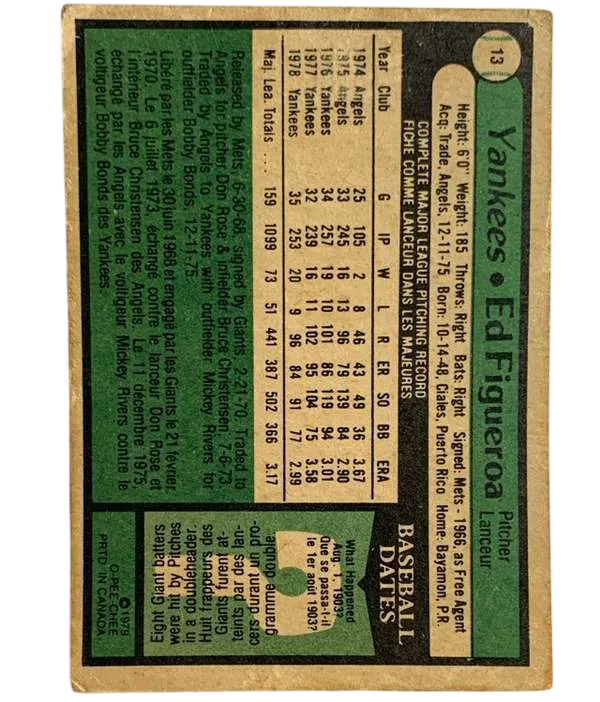 13
Yankees • Ed Figueroa
Pitcher
Lanceur
Height: 6'0" Weight: 185 Throws: Right Bats: Right Signed: Mets - 1966, as Free Agent
Acq: Trade, Angels, 12-11-75 Born: 10-14-48, Ciales, Puerto Rico Home: Bayamon, P.R.
COMPLETE MAJOR LEAGUE PITCHING RECORD
FICHE COMME LANCEUR DANS LES MAJEURES
Year Club G IP W L R ER SO BB ERA
1974 Angels 25 105 2 8 46 43 49 36 3.67
1975 Angels 33 245 16 13 96 79 139 84 2.90
1976 Yankees 34 257 19 10 101 86 119 94 3.01
1977 Yankees 32 239 16 11 102 95 104 75 3.58
1978 Yankees 35 253 20 9 96 84 91 77 2.99
Maj. Lea. Totals .... 159 1099 73 51 441 387 502 366 3.17
Released by Mets, 6-30-68, signed by Giants, 2-21-70. Traded to
Angels for pitcher Don Rose & infielder Bruce Christensen, 7-6-73.
Traded by Angels to Yankees with outfielder Mickey Rivers for
outfielder Bobby Bonds, 12-11-75.
Libéré par les Mets le 30 juin 1968 et engagé par les Giants le 21 février
1970. Le 6 juillet 1973, échangé contre le lanceur Don Pose et
l'intérieur Bruce Christensen des Angels. Le 11 décembre 1975,
échangé par les Angels avec le voltigeur Mickey Rivers contre le
voltigeur Bobby Bonds des Yankees.
BASEBALL
DATES
What Happened
Aug. 1, 1903?
Que se passa-t-il
le 1er août 1903?
Eight Giant batters
were hit by Pitches
in a doubleheader.
Huit frappeurs des
Giants furent at-
teints par des lan-
cers durant un pro-
gramme double.
© 1979
O-PEE-CHEE
PRTD. IN CANADA.